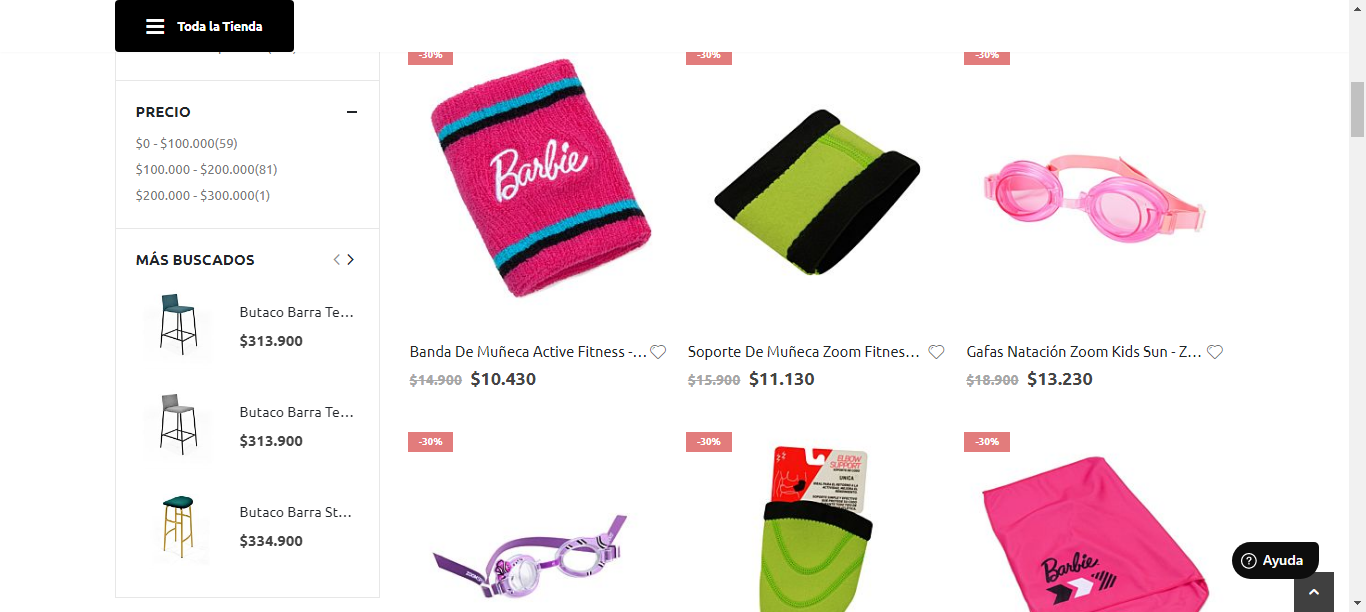 Toda la Tienda
PRECIO
$0 - $100.000(59)
$100.000 - $200.000(81)
$200.000 - $300.000(1)
MÁS BUSCADOS
Butaco Barra Te...
$313.900
Butaco Barra Te...
$313.900
Butaco Barra St...
$334.900
-30%
-30%
-30%
Barbie
Banda De Muñeca Active Fitness -...
$14.900 $10.430
Soporte De Muñeca Zoom Fitnes...
$15.900 $11.130
Gafas Natación Zoom Kids Sun - Z...
$18.900 $13.230
-30%
-30%
-30%
ELBOW
SUPPORT
UNICA
Barbie
Ayuda